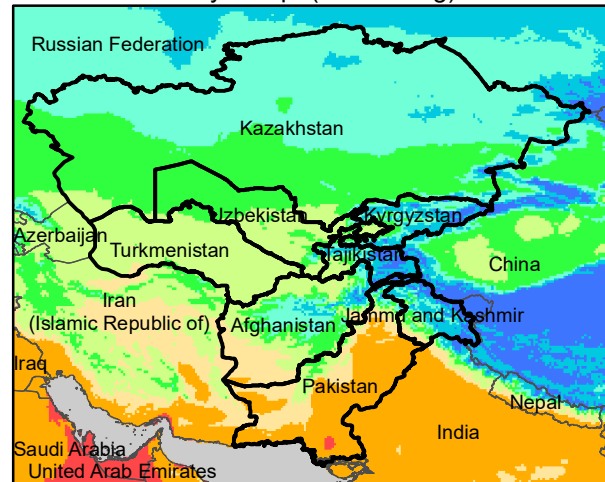 Russian Federation
Kazakhstan
Izbekistan
Kyrgyzstan
Azerbaijan
Turkmenistan
Tajikistan
China
Iran
(Islamic Republic of)
Afghanistan
Jammu and Kashmir
Iraq
Pakistan
Nepal
India
Saudi Arabia
United Arab Emirates